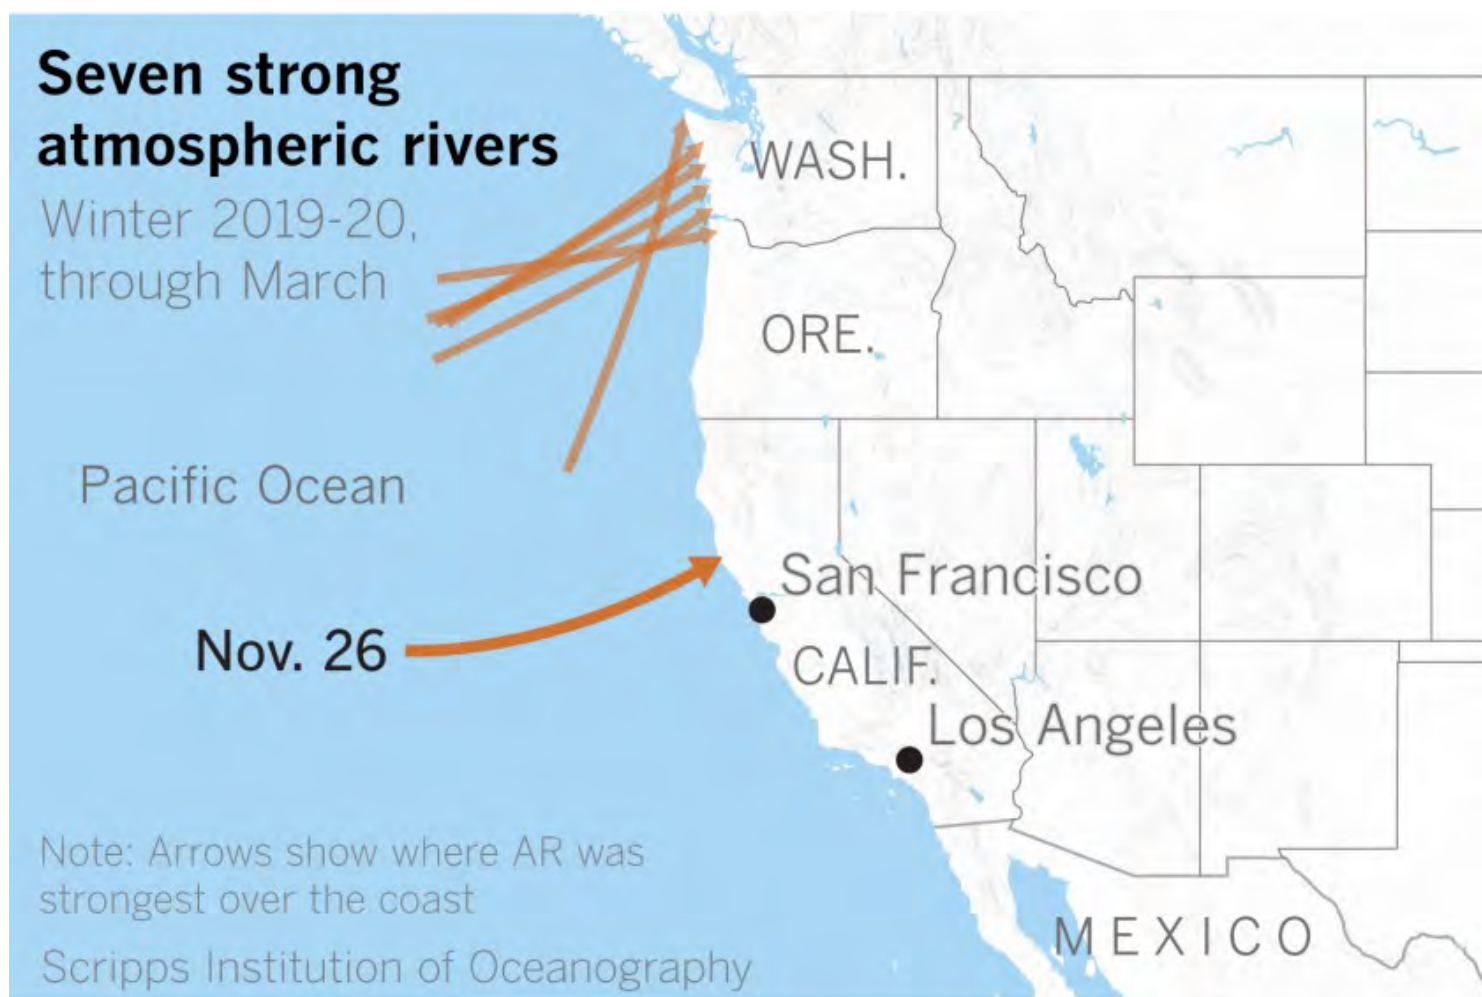 Seven strong
atmospheric rivers
Winter 2019-20,
through March
WASH.
ORE.
Pacific Ocean
San Francisco
Nov. 26
CALIF.
Los Angeles
Note: Arrows show where AR was
strongest over the coast
MEXICO
Scripps Institution of Oceanography